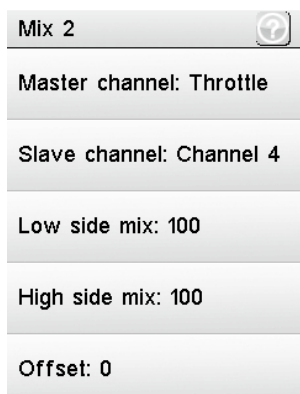 Mix 2
?
Master channel: Throttle
Slave channel: Channel 4
Low side mix: 100
High side mix: 100
Offset: 0